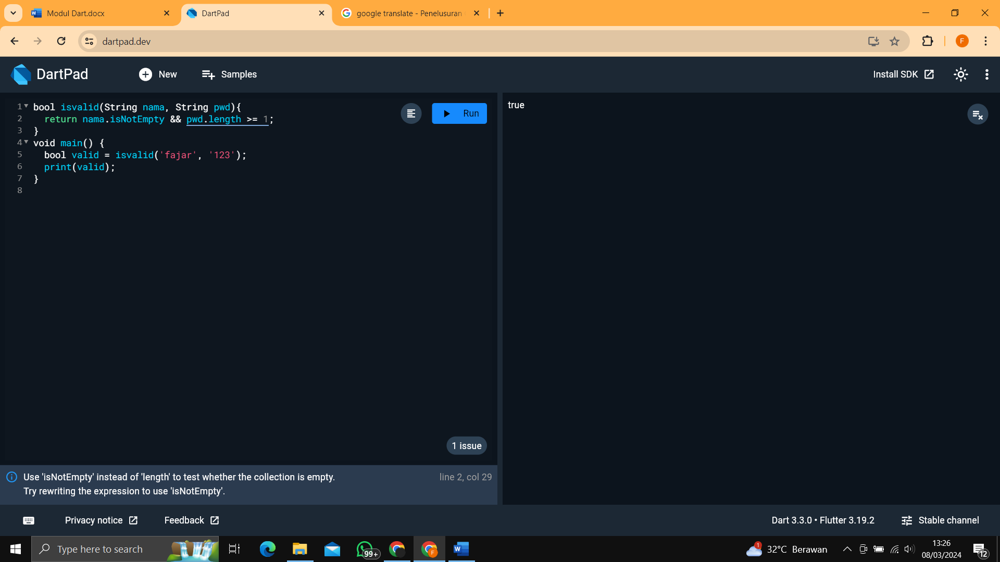 Modul Dart.docx
DartPad
google translate - Penelusuran
dartpad.dev
F
DartPad
New
Samples
Install SDK
1 bool isvalid(String nama, String pwd){
2 return nama.isNotEmpty && pwd.length >= 1;
3 }
4 void main() {
5 bool valid = isvalid('fajar', '123');
6 print(valid);
7 }
8
Run
true
1 issue
Use 'isNotEmpty' instead of 'length' to test whether the collection is empty.
line 2, col 29
Try rewriting the expression to use 'isNotEmpty'.
Privacy notice
Feedback
Dart 3.3.0 • Flutter 3.19.2
Stable channel
Type here to search
99+
F
W
1
32°C Berawan
13:26
08/03/2024
12